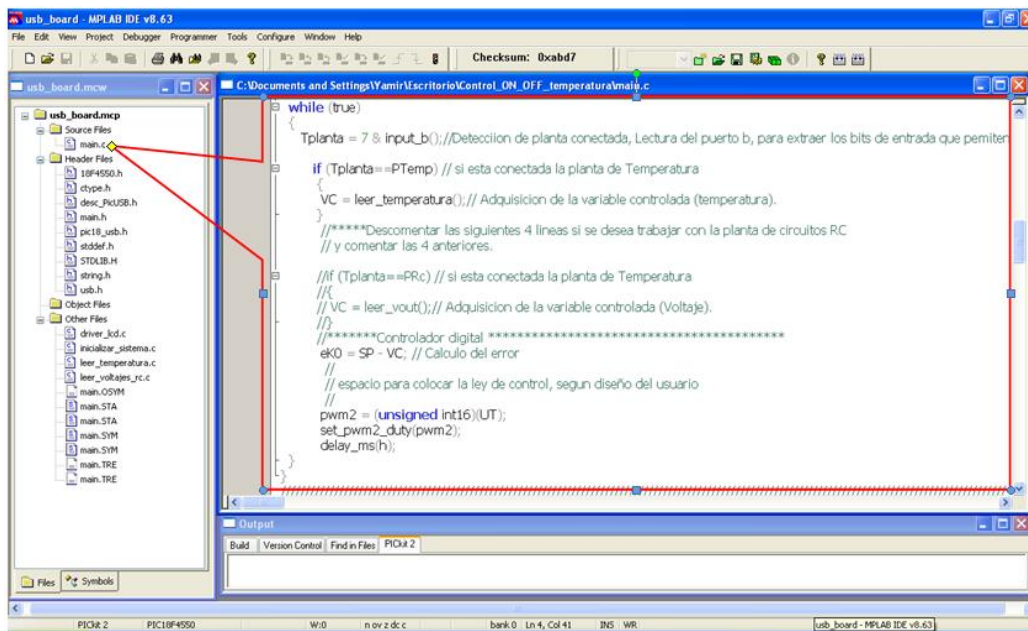 usb_board - MPLAB IDE v8.63
File Edit View Project Debugger Programmer Tools Configure Window Help
Checksum: 0xabd7
usb_board.mcw
usb_board.mcp
Source Files
main.c
Header Files
18F4550.h
ctype.h
desc_PicUSB.h
main.h
pic18_usb.h
stddef.h
STDLIB.H
string.h
usb.h
Object Files
Other Files
driver_lcd.c
inicializar_sistema.c
leer_temperatura.c
leer_voltajes_rc.c
main.OSYM
main.STA
main.STA
main.SYM
main.SYM
main.TRE
main.TRE
Files Symbols
C:\Documents and Settings\Yamir\Escritorio\Control_ON_OFF_temperatura\main.c
while (true)
{
Tplanta = 7 & input_b();//Detecciion de planta conectada, Lectura del puerto b, para extraer los bits de entrada que pemiten
if (Tplanta==PTemp) // si esta conectada la planta de Temperatura
{
VC = leer_temperatura();// Adquisicion de la variable controlada (temperatura).
}
//*****Descomentar las siguientes 4 lineas si se desea trabajar con la planta de circuitos RC
// y comentar las 4 anteriores.
//if (Tplanta==PRc) // si esta conectada la planta de Temperatura
//{
// VC = leer_vout();// Adquisicion de la variable controlada (Voltaje).
//}
//*******Controlador digital ******************************************
eK0 = SP - VC; // Calculo del error
//
// espacio para colocar la ley de control, segun diseño del usuario
//
pwm2 = (unsigned int16)(UT);
set_pwm2_duty(pwm2);
delay_ms(h);
}
}
Output
Build Version Control Find in Files PICkit 2
PICkit 2 PIC18F4550 W:0 n ov z dc c bank 0 Ln 4, Col 41 INS WR
usb_board - MPLAB IDE v8.63